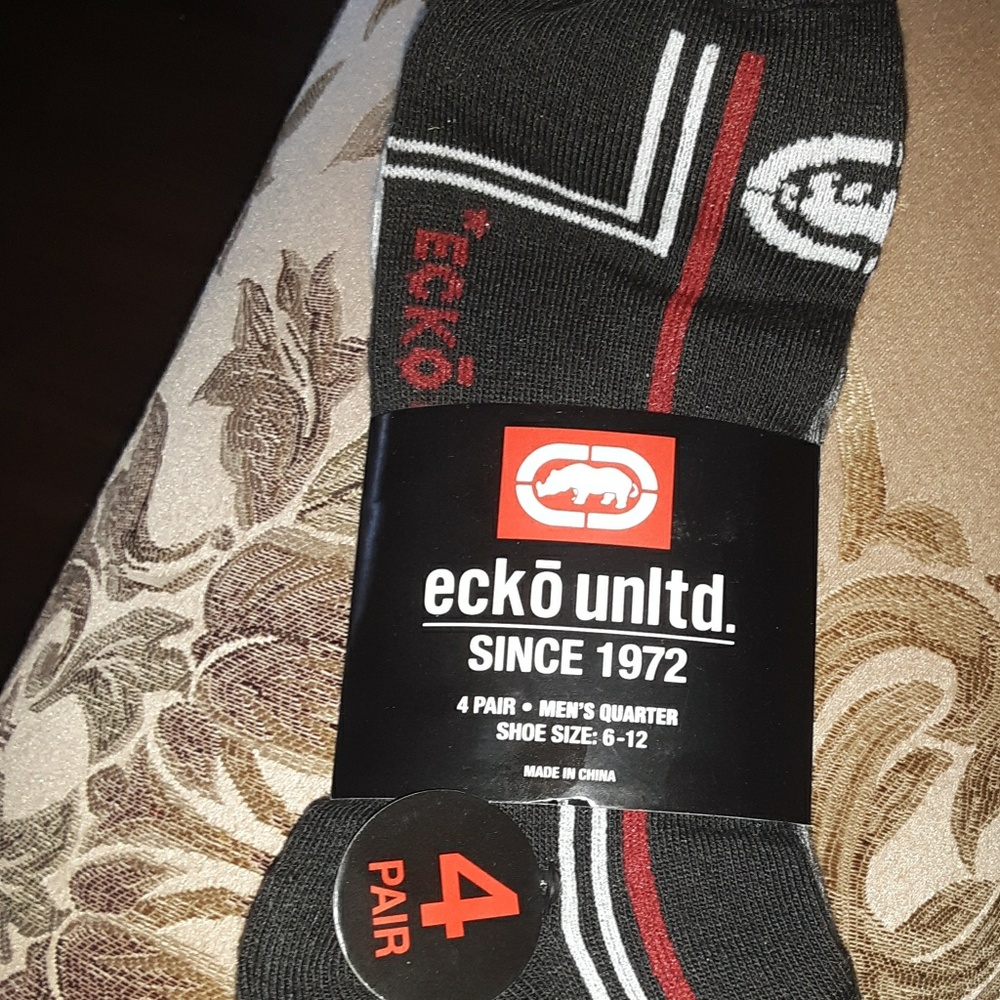 *ECKŌ
eckō unltd.
SINCE 1972
4 PAIR • MEN'S QUARTER
SHOE SIZE: 6-12
MADE IN CHINA
4
PAIR